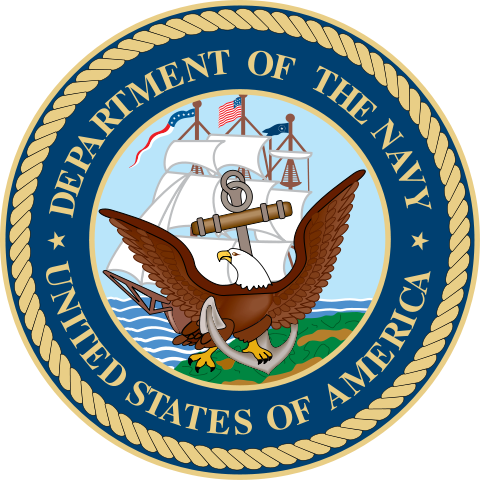 DEPARTMENT OF THE NAVY
UNITED STATES OF AMERICA